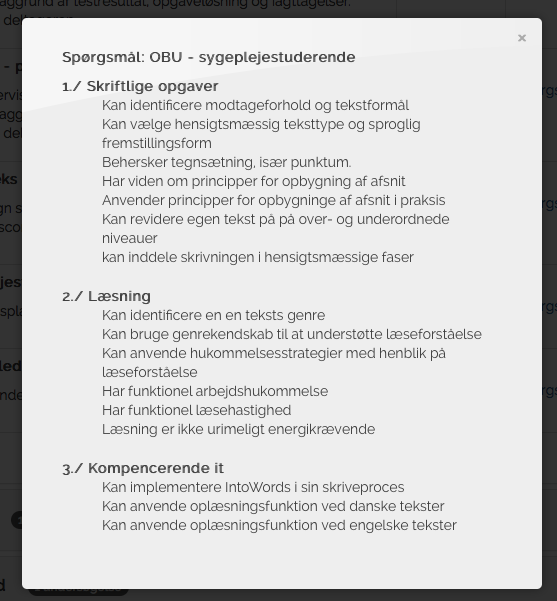 ×
Spørgsmål: OBU - sygeplejestuderende
1./ Skriftlige opgaver
Kan identificere modtageforhold og tekstformål
Kan vælge hensigtsmæssig teksttype og sproglig
fremstillingsform
Behersker tegnsætning, især punktum.
Har viden om principper for opbygning af afsnit
Anvender principper for opbygninge af afsnit i praksis
Kan revidere egen tekst på på over- og underordnede
niveauer
kan inddele skrivningen i hensigtsmæssige faser
2./ Læsning
Kan identificere en en teksts genre
Kan bruge genrekendskab til at understøtte læseforståelse
Kan anvende hukommelsesstrategier med henblik på
læseforståelse
Har funktionel arbejdshukommelse
Har funktionel læsehastighed
Læsning er ikke urimeligt energikrævende
3./ Kompencerende it
Kan implementere IntoWords i sin skriveproces
Kan anvende oplæsningsfunktion ved danske tekster
Kan anvende oplæsningsfunktion ved engelske tekster